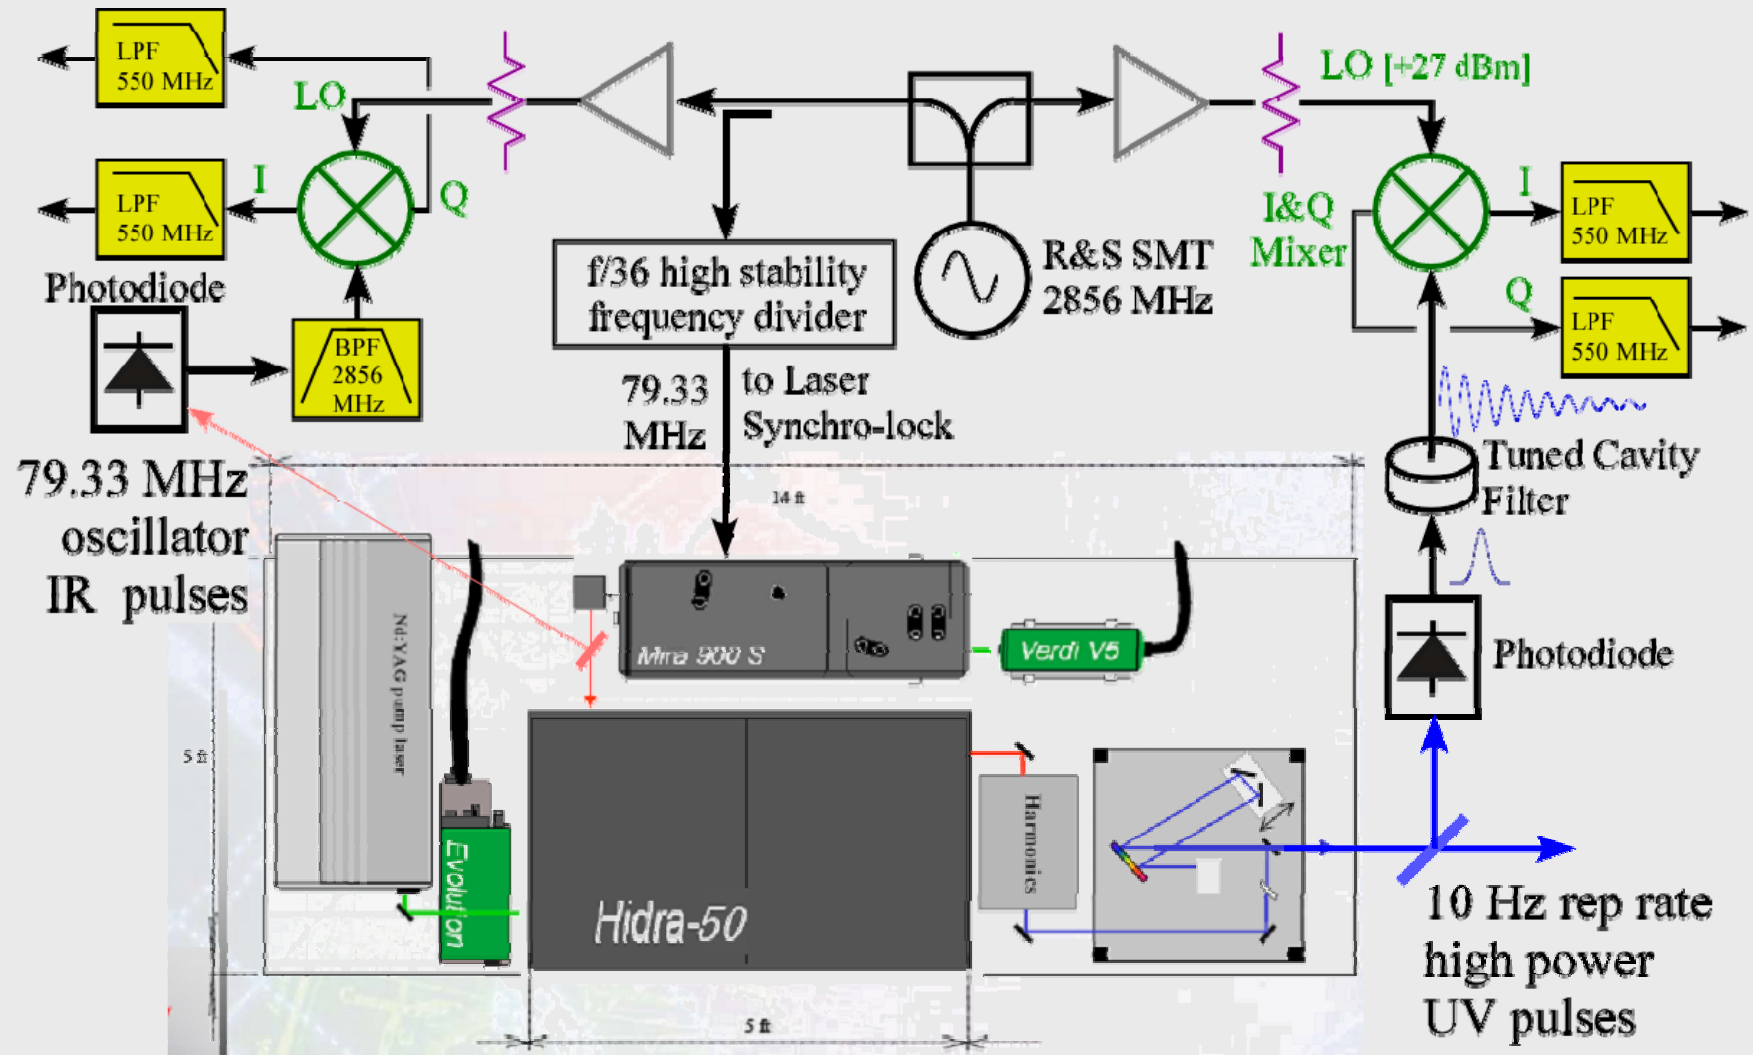 LPF
550 MHz
LO
LO [+27 dBm]
LPF
550 MHz
I
Q
I&Q
Mixer
I
LPF
550 MHz
Q
LPF
550 MHz
Photodiode
BPF
2856
MHz
f/36 high stability
frequency divider
R&S SMT
2856 MHz
79.33
MHz
to Laser
Synchro-lock
79.33 MHz
oscillator
IR pulses
Tuned Cavity
Filter
14 ft
Photodiode
Nd:YAG pump laser
Mira 900 S
Verdi V5
5 ft
Evolution
Hidra-50
Harmonics
10 Hz rep rate
high power
UV pulses
5 ft